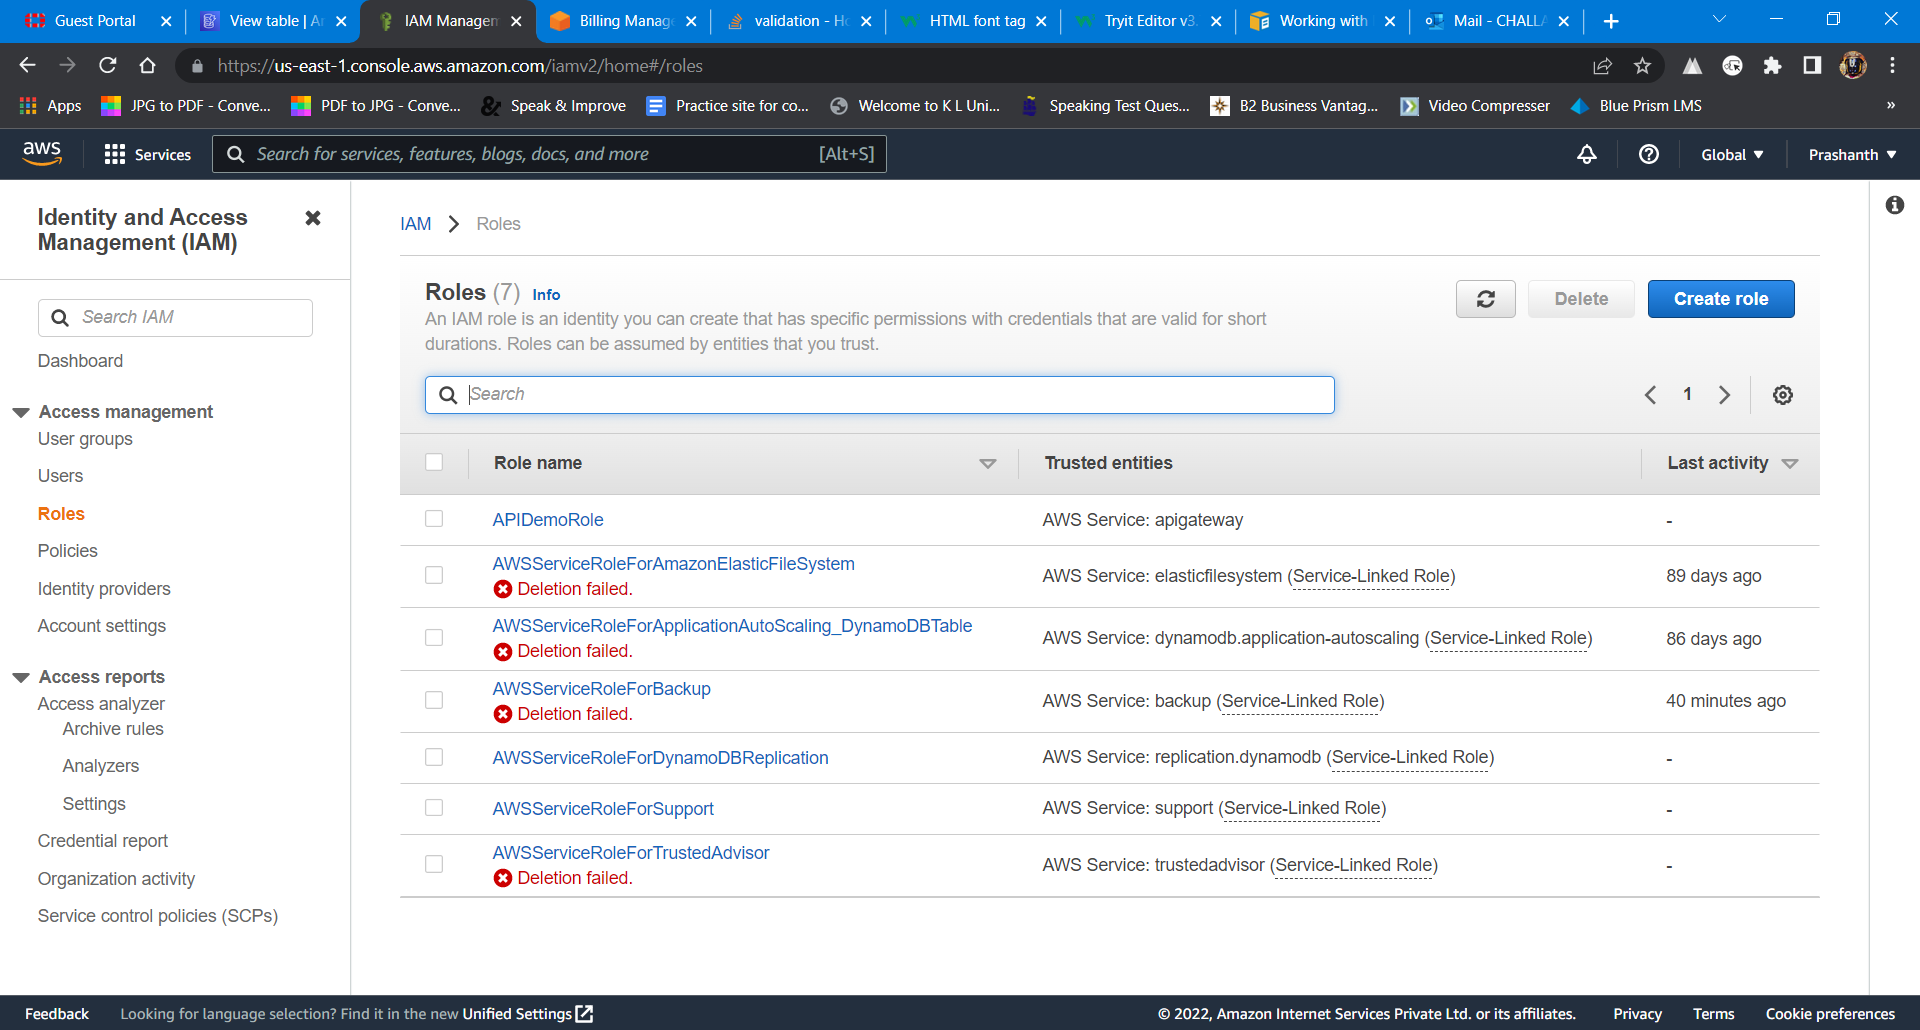 Guest Portal
View table | Ar
IAM Managem
Billing Manag
validation - Ho
HTML font tag
Tryit Editor v3.
Working with
Mail - CHALLA
https://us-east-1.console.aws.amazon.com/iamv2/home#/roles
Apps
JPG to PDF - Conve...
PDF to JPG - Conve...
Speak & Improve
Practice site for co...
Welcome to K L Uni...
Speaking Test Ques...
B2 Business Vantag...
Video Compresser
Blue Prism LMS
»
aws
Services
Search for services, features, blogs, docs, and more
[Alt+S]
Global
Prashanth
Identity and Access
Management (IAM)
Search IAM
Dashboard
Access management
User groups
Users
Roles
Policies
Identity providers
Account settings
Access reports
Access analyzer
Archive rules
Analyzers
Settings
Credential report
Organization activity
Service control policies (SCPs)
IAM > Roles
Roles (7) Info
An IAM role is an identity you can create that has specific permissions with credentials that are valid for short
durations. Roles can be assumed by entities that you trust.
Delete
Create role
Search
1
Role name
Trusted entities
Last activity
APIDemoRole
AWS Service: apigateway
-
AWSServiceRoleForAmazonElasticFileSystem
Deletion failed.
AWS Service: elasticfilesystem (Service-Linked Role)
89 days ago
AWSServiceRoleForApplicationAutoScaling_DynamoDBTable
Deletion failed.
AWS Service: dynamodb.application-autoscaling (Service-Linked Role)
86 days ago
AWSServiceRoleForBackup
Deletion failed.
AWS Service: backup (Service-Linked Role)
40 minutes ago
AWSServiceRoleForDynamoDBReplication
AWS Service: replication.dynamodb (Service-Linked Role)
-
AWSServiceRoleForSupport
AWS Service: support (Service-Linked Role)
-
AWSServiceRoleForTrustedAdvisor
Deletion failed.
AWS Service: trustedadvisor (Service-Linked Role)
-
Feedback
Looking for language selection? Find it in the new Unified Settings
© 2022, Amazon Internet Services Private Ltd. or its affiliates.
Privacy
Terms
Cookie preferences